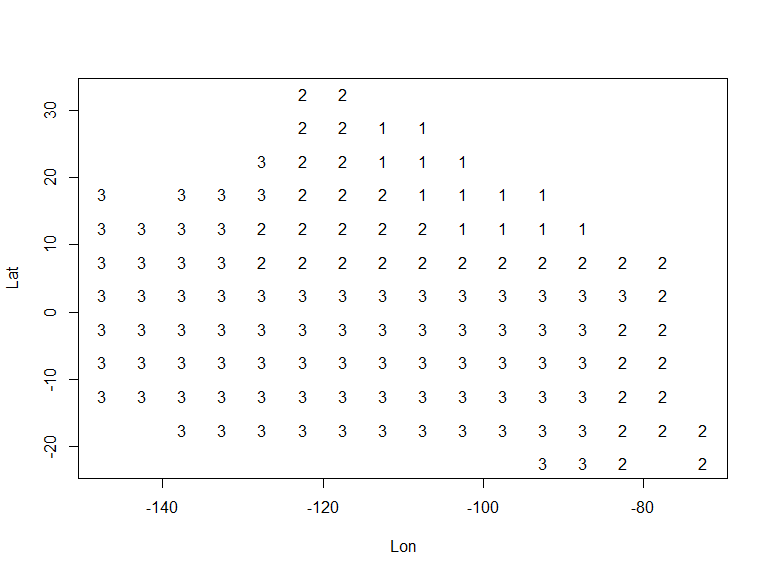 Lat
30
20
10
0
-10
-20
2 2
2 2 1 1
3 2 2 1 1 1
3 3 3 3 2 2 2 1 1 1 1
3 3 3 3 2 2 2 2 2 1 1 1 1
3 3 3 3 2 2 2 2 2 2 2 2 2 2 2
3 3 3 3 3 3 3 3 3 3 3 3 3 3 2
3 3 3 3 3 3 3 3 3 3 3 3 3 2 2
3 3 3 3 3 3 3 3 3 3 3 3 3 2 2
3 3 3 3 3 3 3 3 3 3 3 3 3 2 2
3 3 3 3 3 3 3 3 3 3 3 2 2 2
3 3 2 2
-140 -120 -100 -80
Lon